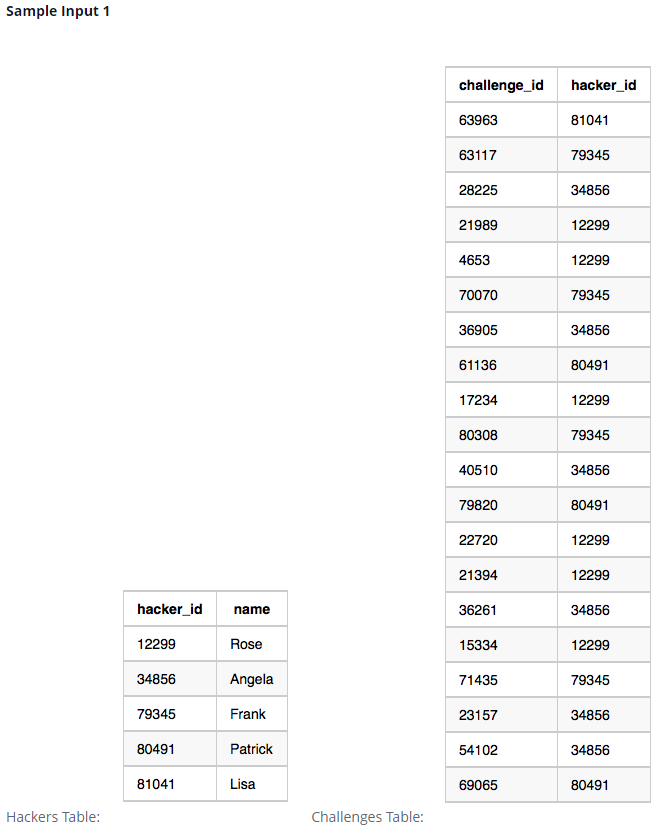 Sample Input 1
hacker_id name
12299 Rose
34856 Angela
79345 Frank
80491 Patrick
81041 Lisa
Hackers Table:
challenge_id hacker_id
63963 81041
63117 79345
28225 34856
21989 12299
4653 12299
70070 79345
36905 34856
61136 80491
17234 12299
80308 79345
40510 34856
79820 80491
22720 12299
21394 12299
36261 34856
15334 12299
71435 79345
23157 34856
54102 34856
69065 80491
Challenges Table: